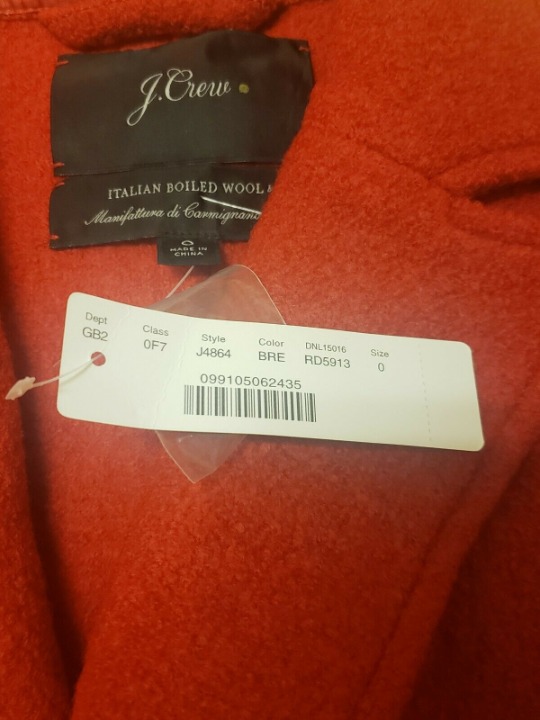 J.Crew
ITALIAN BOILED WOOL
Manifattura di Carmignano
0
MADE IN
CHINA
Dept Class Style Color DNL15016 Size
GB2 0F7 J4864 BRE RD5913 0
099105062435